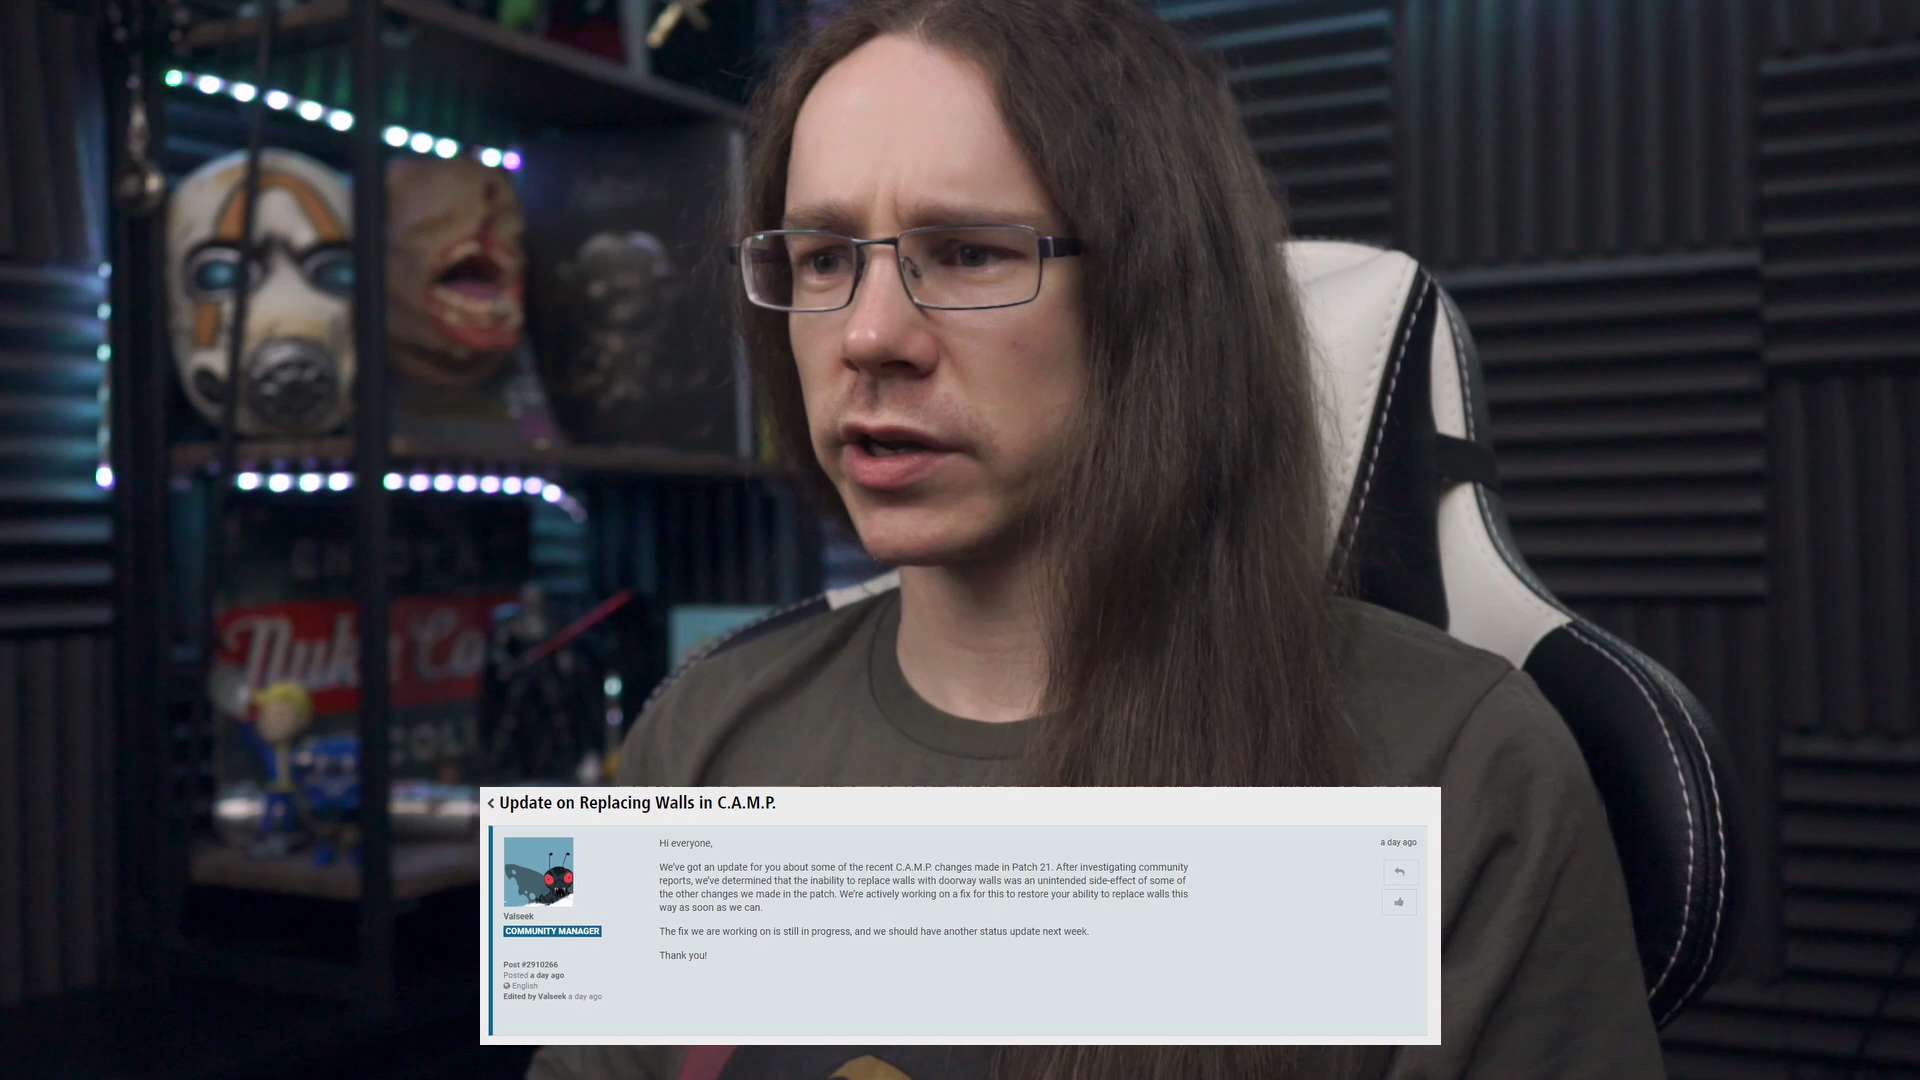 ENJOY A
Nuka Co
COL
Update on Replacing Walls in C.A.M.P.
Hi everyone,
a day ago
We've got an update for you about some of the recent C.A.M.P. changes made in Patch 21. After investigating community
reports, we've determined that the inability to replace walls with doorway walls was an unintended side-effect of some of
the other changes we made in the patch. We're actively working on a fix for this to restore your ability to replace walls this
way as soon as we can.
The fix we are working on is still in progress, and we should have another status update next week.
Thank you!
Valseek
COMMUNITY MANAGER
Post #2910266
Posted a day ago
English
Edited by Valseek a day ago